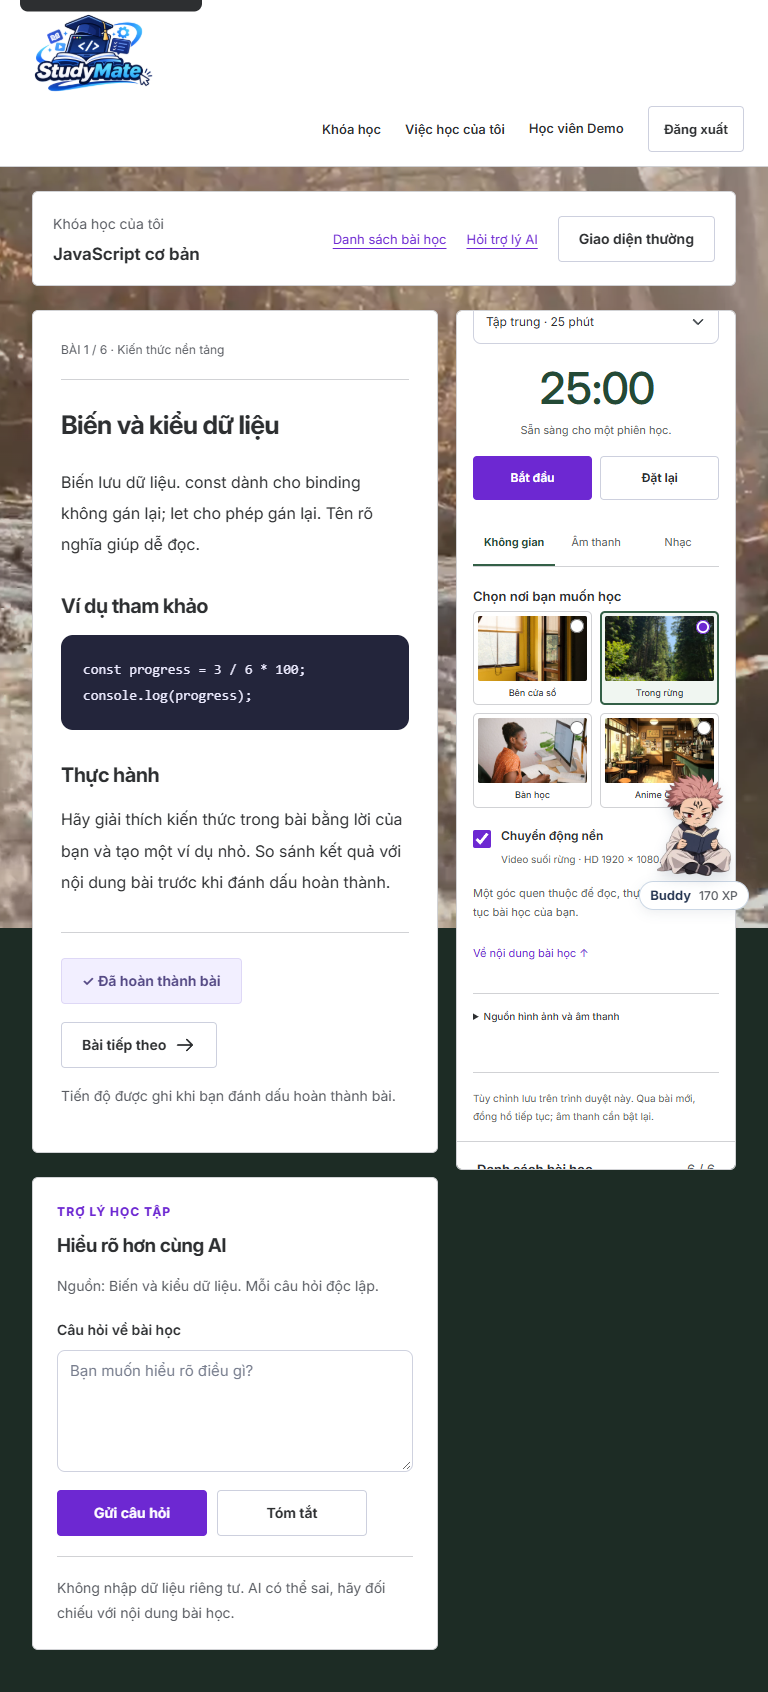 StudyMate
Khóa học
Việc học của tôi
Học viên Demo
Đăng xuất
Khóa học của tôi
JavaScript cơ bản
Danh sách bài học
Hỏi trợ lý AI
Giao diện thường
BÀI 1 / 6 · Kiến thức nền tảng
Biến và kiểu dữ liệu
Biến lưu dữ liệu. const dành cho binding
không gán lại; let cho phép gán lại. Tên rõ
nghĩa giúp dễ đọc.
Ví dụ tham khảo
const progress = 3 / 6 * 100;
console.log(progress);
Thực hành
Hãy giải thích kiến thức trong bài bằng lời của
bạn và tạo một ví dụ nhỏ. So sánh kết quả với
nội dung bài trước khi đánh dấu hoàn thành.
✓ Đã hoàn thành bài
Bài tiếp theo →
Tiến độ được ghi khi bạn đánh dấu hoàn thành bài.
Tập trung · 25 phút
25:00
Sẵn sàng cho một phiên học.
Bắt đầu
Đặt lại
Không gian
Âm thanh
Nhạc
Chọn nơi bạn muốn học
Bên cửa sổ
Trong rừng
Bàn học
Anime
Chuyển động nền
Video suối rừng · HD 1920 × 1080.
Một góc quen thuộc để đọc,
tục bài học của bạn.
Buddy 170 XP
Về nội dung bài học ↑
▶ Nguồn hình ảnh và âm thanh
Tùy chỉnh lưu trên trình duyệt này. Qua bài mới,
đồng hồ tiếp tục; âm thanh cần bật lại.
Danh sách bài học
6 / 6
TRỢ LÝ HỌC TẬP
Hiểu rõ hơn cùng AI
Nguồn: Biến và kiểu dữ liệu. Mỗi câu hỏi độc lập.
Câu hỏi về bài học
Bạn muốn hiểu rõ điều gì?
Gửi câu hỏi
Tóm tắt
Không nhập dữ liệu riêng tư. AI có thể sai, hãy đối
chiếu với nội dung bài học.